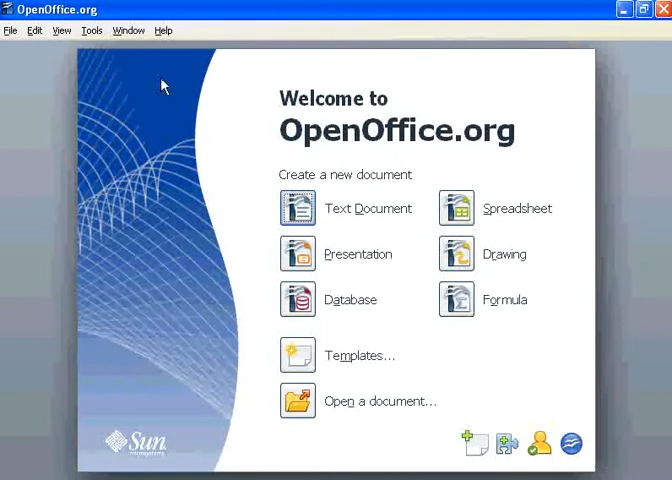 OpenOffice.org
File Edit View Tools Window Help
Welcome to
OpenOffice.org
Create a new document
Text Document
Spreadsheet
Presentation
Drawing
Database
Formula
Templates...
Open a document...
Sun
microsystems